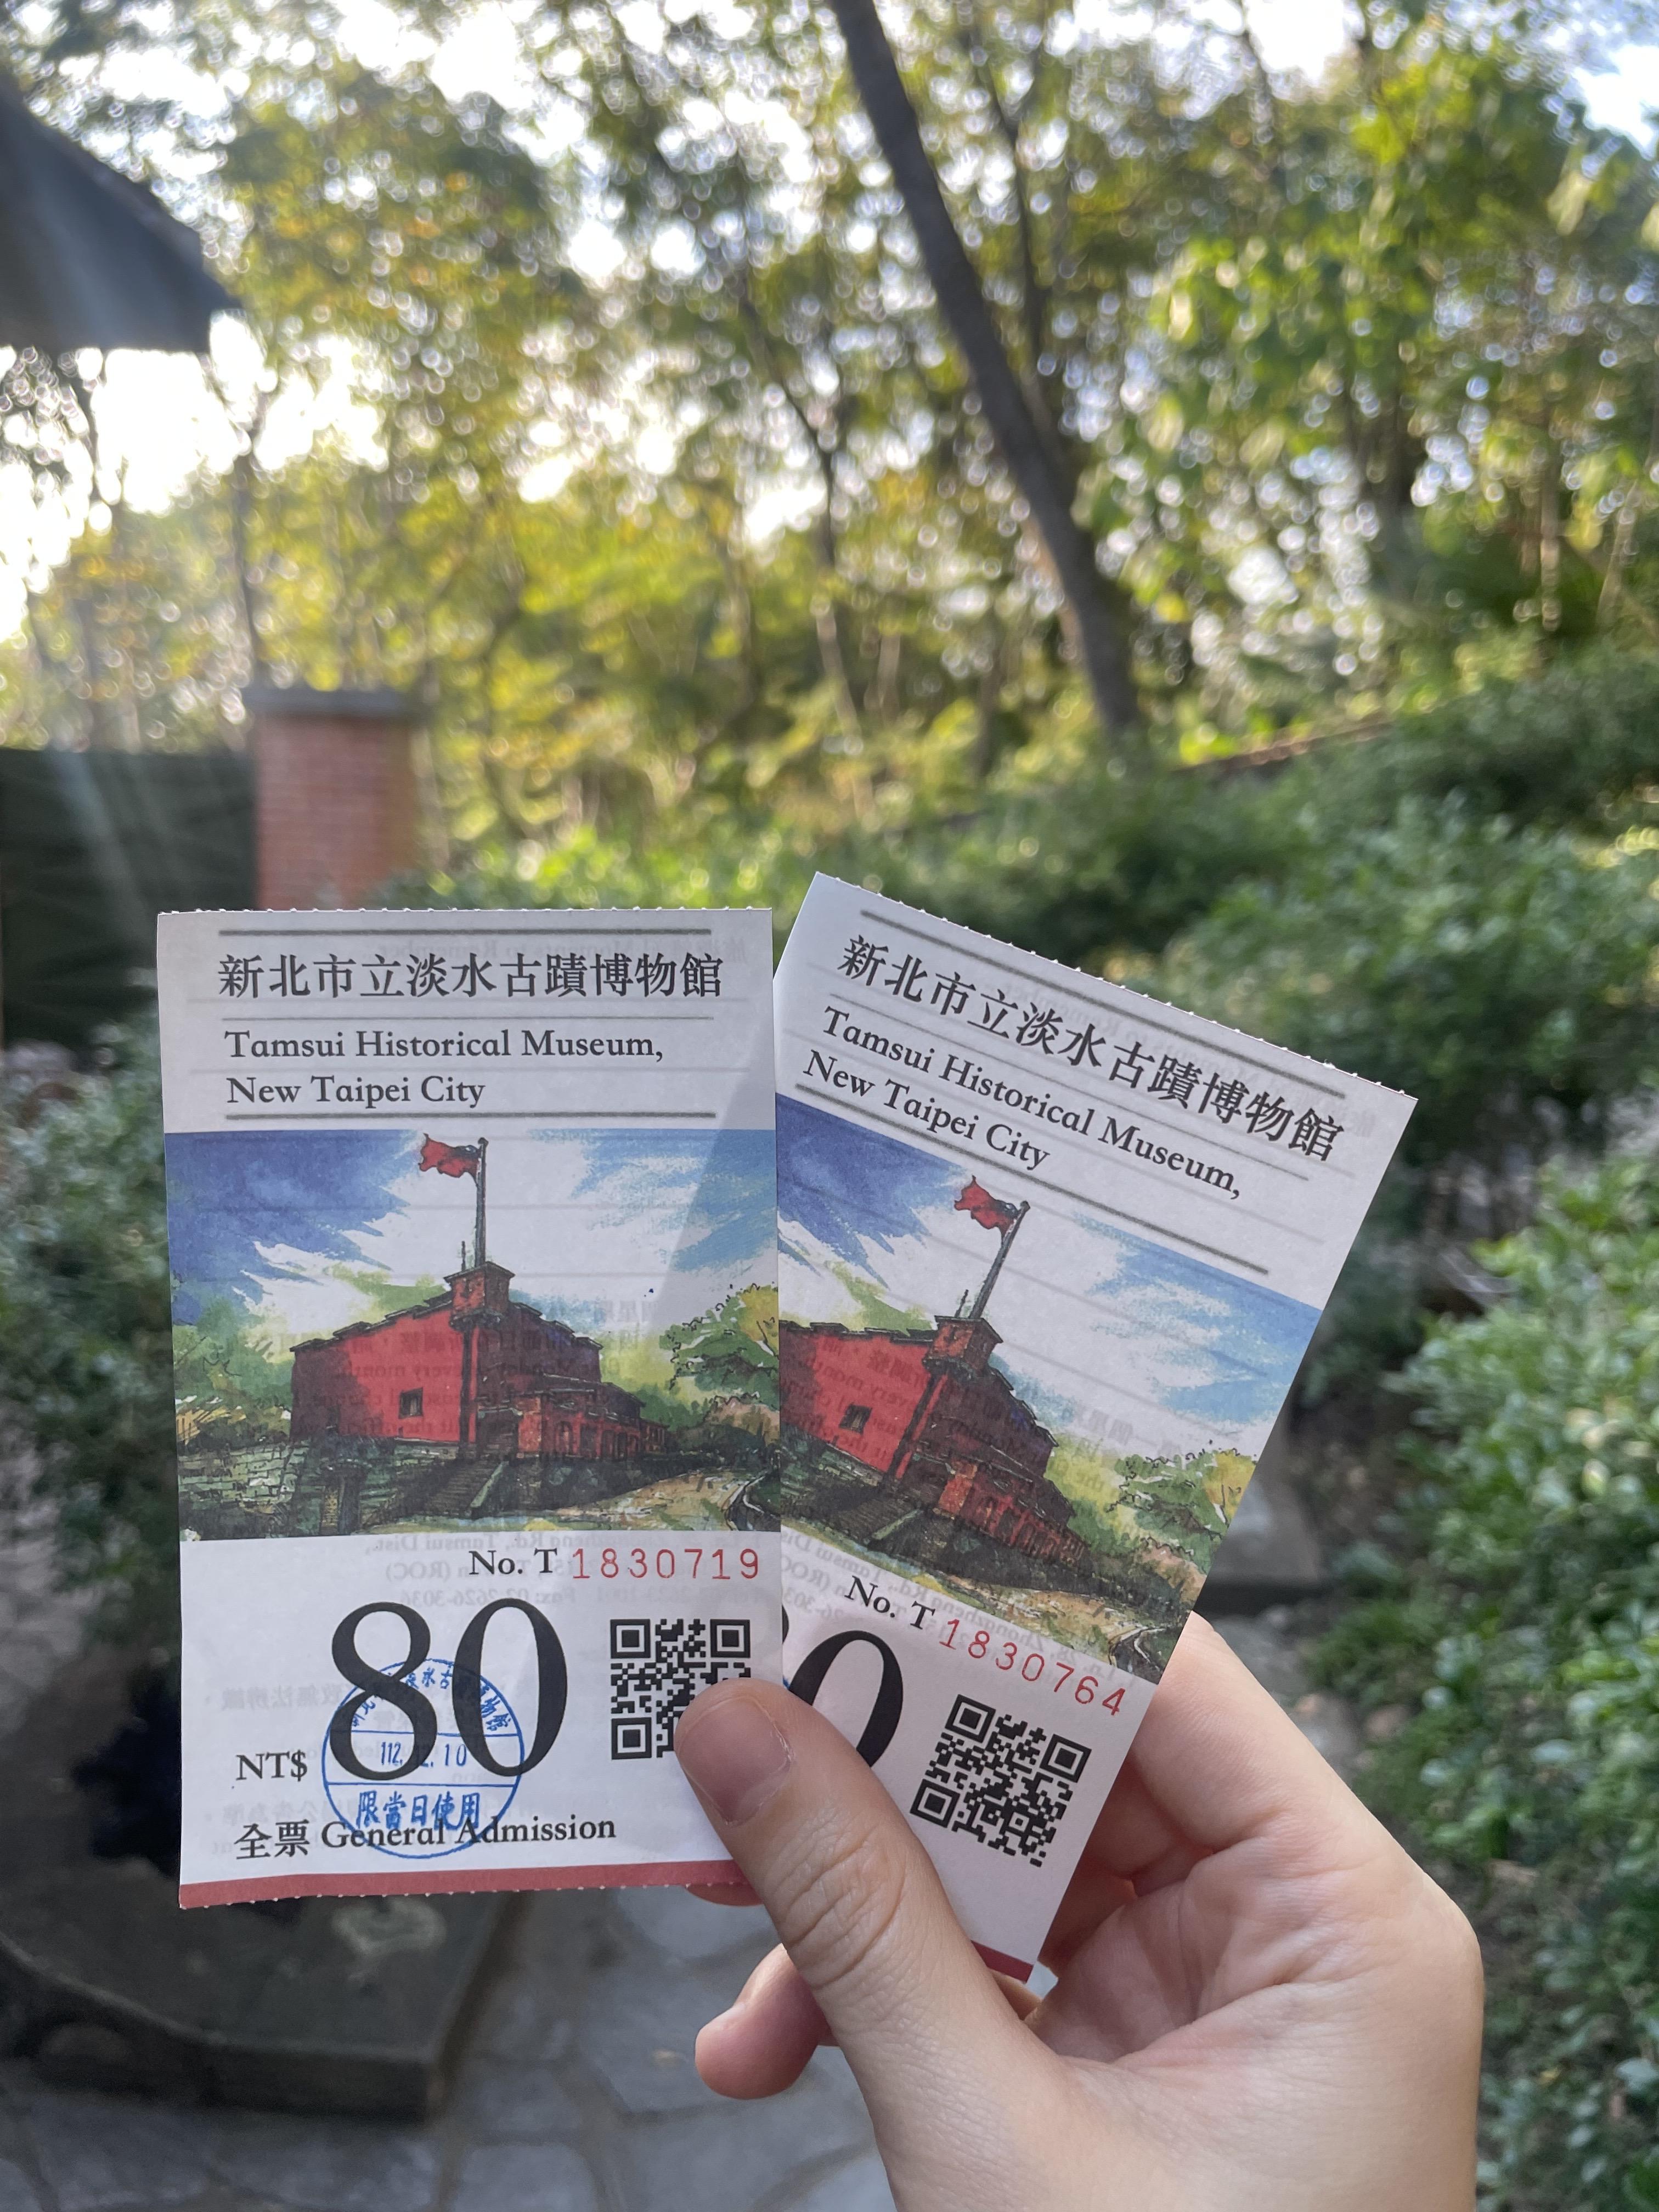 新北市立淡水古蹟博物館
Tamsui Historical Museum,
New Taipei City
No. T 1830719
NT$ 80
112. 2.10
限當日使用
全票 General Admission
新北市立淡水古蹟博物館
Tamsui Historical Museum,
New Taipei City
No. T 1830764
0